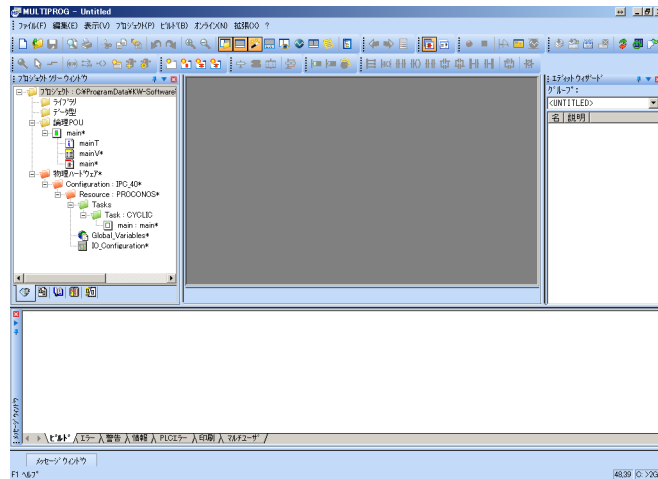 MULTIPROG - Untitled
ファイル(F) 編集(E) 表示(V) プロジェクト(P) ビルド(B) オンライン(N) 拡張(X) ?
プロジェクトツリーウィンドウ
プロジェクト : C:¥ProgramData¥KW-Software
ライブラリ
データ型
論理POU
main*
mainT
mainV*
main*
物理ハードウェア*
Configuration : IPC_40*
Resource : PROCONOS*
Tasks
Task : CYCLIC
main : main*
Global_Variables*
IO_Configuration*
エディットウィザード
グループ:
<UNTITLED>
名 説明
メッセージウィンドウ
ビルド エラー 警告 情報 PLCエラー 印刷 マルチユーザ
メッセージウィンドウ
F1 ヘルプ
48,39 C: >2G